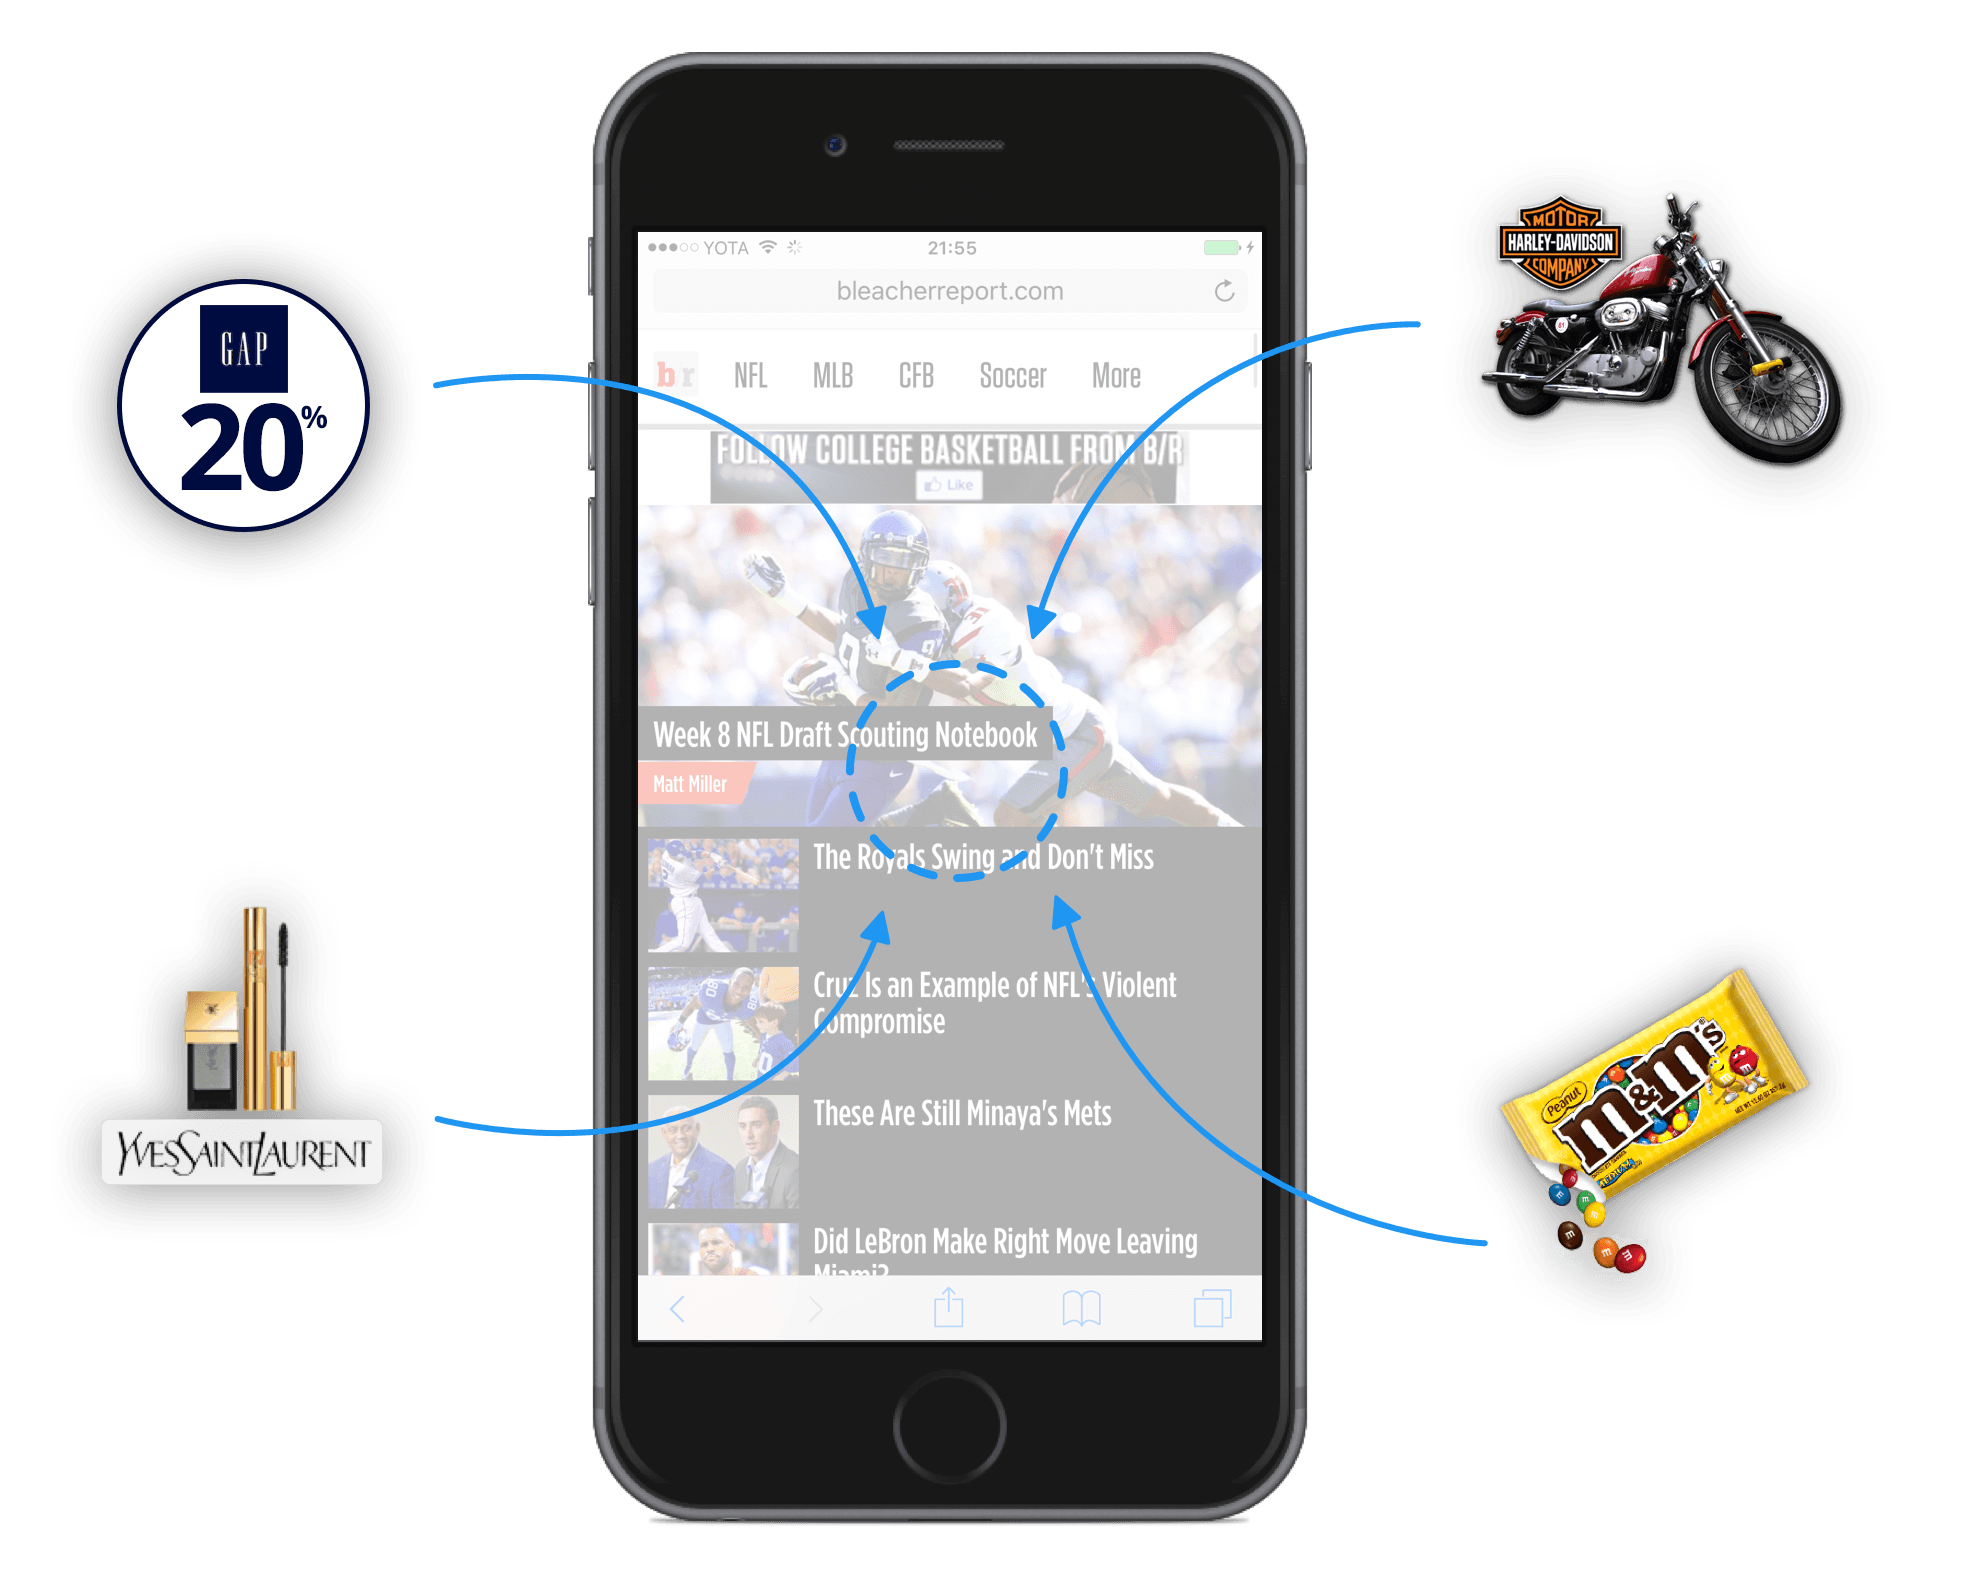 YOTA
21:55
bleacherreport.com
br
NFL
MLB
CFB
Soccer
More
FOLLOW COLLEGE BASKETBALL FROM B/R
Like
Week 8 NFL Draft Scouting Notebook
Matt Miller
The Royals Swing and Don't Miss
Cruz Is an Example of NFL's Violent
Compromise
These Are Still Minaya's Mets
Did LeBron Make Right Move Leaving
Miami?
GAP
20%
MOTOR
HARLEY-DAVIDSON
COMPANY
YVESSAINTLAURENT
Peanut
m&m's